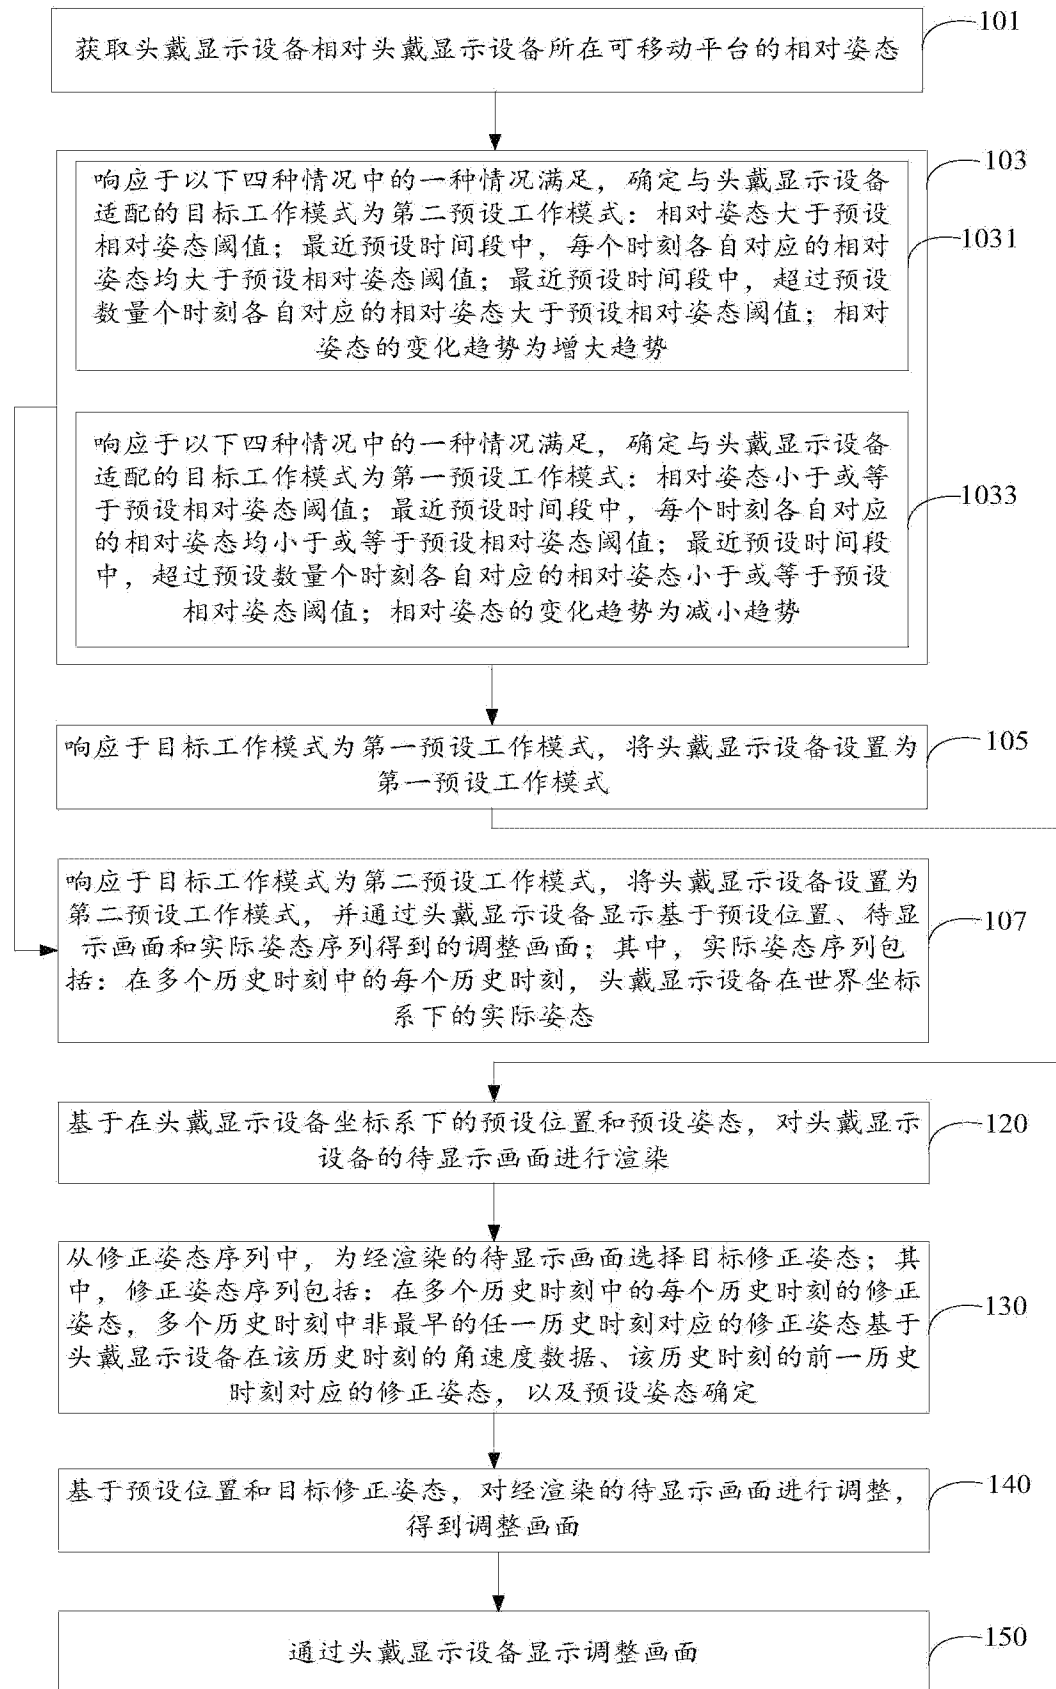 获取头戴显示设备相对头戴显示设备所在可移动平台的相对姿态
101
103
响应于以下四种情况中的一种情况满足，确定与头戴显示设备
适配的目标工作模式为第二预设工作模式：相对姿态大于预设
相对姿态阈值；最近预设时间段中，每个时刻各自对应的相对
姿态均大于预设相对姿态阈值；最近预设时间段中，超过预设
数量个时刻各自对应的相对姿态大于预设相对姿态阈值；相对
姿态的变化趋势为增大趋势
1031
响应于以下四种情况中的一种情况满足，确定与头戴显示设备
适配的目标工作模式为第一预设工作模式：相对姿态小于或等
于预设相对姿态阈值；最近预设时间段中，每个时刻各自对应
的相对姿态均小于或等于预设相对姿态阈值；最近预设时间段
中，超过预设数量个时刻各自对应的相对姿态小于或等于预设
相对姿态阈值；相对姿态的变化趋势为减小趋势
1033
响应于目标工作模式为第一预设工作模式，将头戴显示设备设置为
第一预设工作模式
105
响应于目标工作模式为第二预设工作模式，将头戴显示设备设置为
第二预设工作模式，并通过头戴显示设备显示基于预设位置、待显
示画面和实际姿态序列得到的调整画面；其中，实际姿态序列包
括：在多个历史时刻中的每个历史时刻，头戴显示设备在世界坐标
系下的实际姿态
107
基于在头戴显示设备坐标系下的预设位置和预设姿态，对头戴显示
设备的待显示画面进行渲染
120
从修正姿态序列中，为经渲染的待显示画面选择目标修正姿态；其
中，修正姿态序列包括：在多个历史时刻中的每个历史时刻的修正
姿态，多个历史时刻中非最早的任一历史时刻对应的修正姿态基于
头戴显示设备在该历史时刻的角速度数据、该历史时刻的前一历史
时刻对应的修正姿态，以及预设姿态确定
130
基于预设位置和目标修正姿态，对经渲染的待显示画面进行调整，
得到调整画面
140
通过头戴显示设备显示调整画面
150